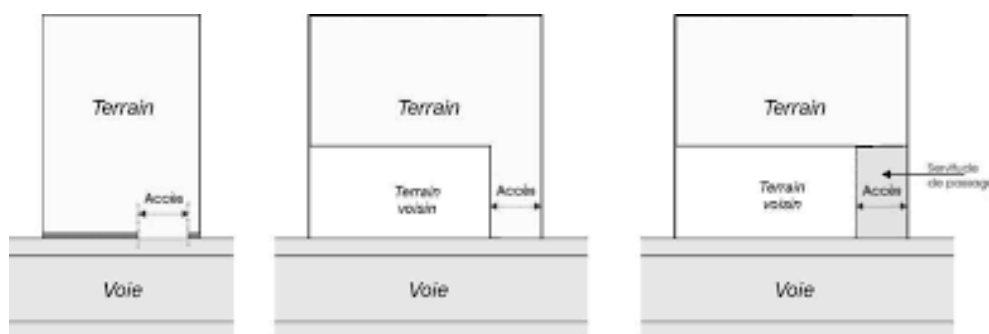 Terrain
Accès
Voie
Terrain
Terrain
voisin
Accès
Voie
Terrain
Terrain
voisin
Accès
Servitude
de passage
Voie